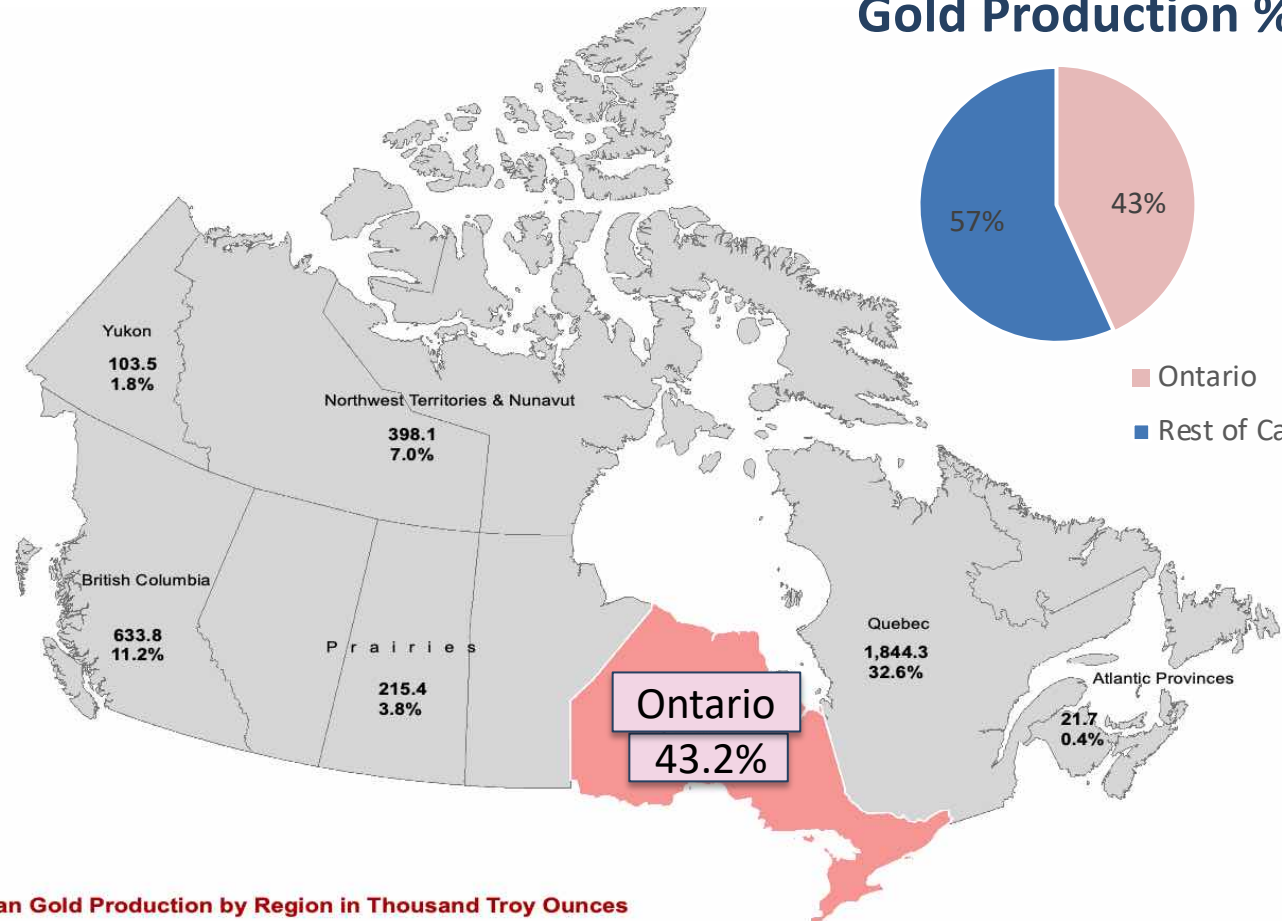 Gold Production %
57%
43%
Ontario
Rest of Ca
Yukon
103.5
1.8%
Northwest Territories & Nunavut
398.1
7.0%
British Columbia
633.8
11.2%
Prairies
215.4
3.8%
Ontario
43.2%
Quebec
1,844.3
32.6%
Atlantic Provinces
21.7
0.4%
an Gold Production by Region in Thousand Troy Ounces